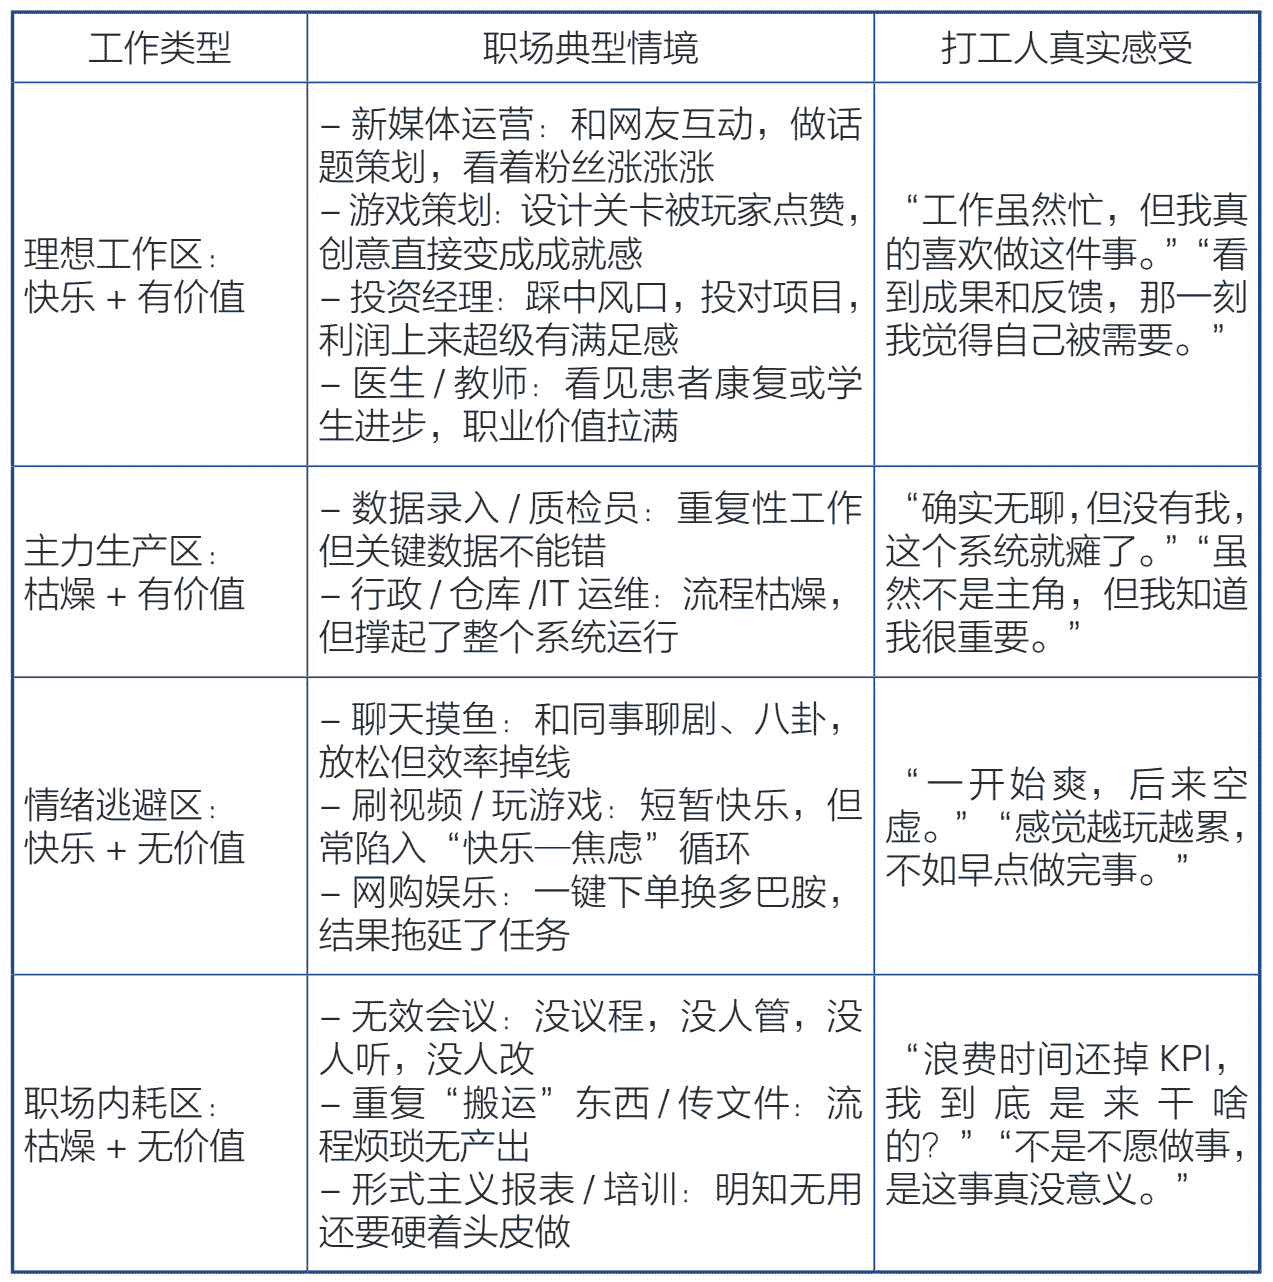 工作类型
职场典型情境
打工人真实感受
理想工作区：
快乐 + 有价值
– 新媒体运营：和网友互动，做话
题策划，看着粉丝涨涨涨
– 游戏策划：设计关卡被玩家点赞，
创意直接变成成就感
– 投资经理：踩中风口，投对项目，
利润上来超级有满足感
– 医生 / 教师：看见患者康复或学
生进步，职业价值拉满
“工作虽然忙，但我真
的喜欢做这件事。”“看
到成果和反馈，那一刻
我觉得自己被需要。”
主力生产区：
枯燥 + 有价值
– 数据录入 / 质检员：重复性工作
但关键数据不能错
– 行政 / 仓库 /IT 运维：流程枯燥，
但撑起了整个系统运行
“确实无聊，但没有我，
这个系统就瘫了。”“虽
然不是主角，但我知道
我很重要。”
情绪逃避区：
快乐 + 无价值
– 聊天摸鱼：和同事聊剧、八卦，
放松但效率掉线
– 刷视频 / 玩游戏：短暂快乐，但
常陷入“快乐—焦虑”循环
– 网购娱乐：一键下单换多巴胺，
结果拖延了任务
“一开始爽，后来空
虚。”“感觉越玩越累，
不如早点做完事。”
职场内耗区：
枯燥 + 无价值
– 无效会议：没议程，没人管，没
人听，没人改
– 重复“搬运”东西 / 传文件：流
程烦琐无产出
– 形式主义报表 / 培训：明知无用
还要硬着头皮做
“浪费时间还掉 KPI，
我到底是来干啥
的？”“不是不愿做事，
是这事真没意义。”